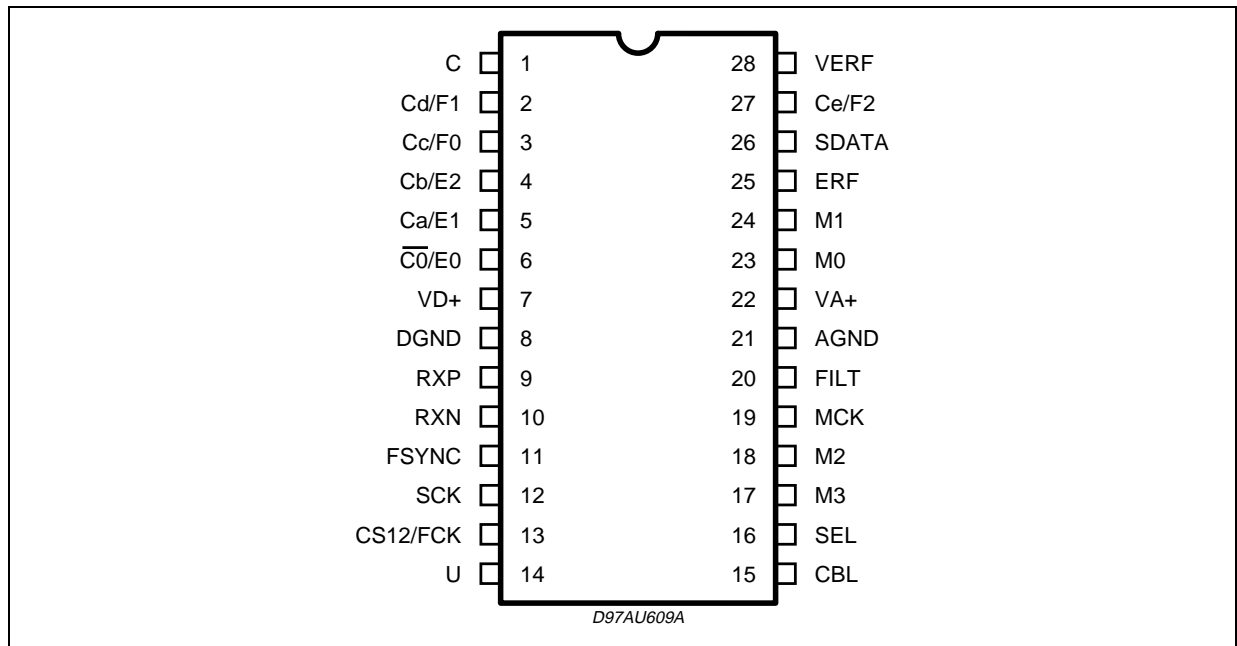 C 1 28 VERF
Cd/F1 2 27 Ce/F2
Cc/F0 3 26 SDATA
Cb/E2 4 25 ERF
Ca/E1 5 24 M1
C̅0̅/E0 6 23 M0
VD+ 7 22 VA+
DGND 8 21 AGND
RXP 9 20 FILT
RXN 10 19 MCK
FSYNC 11 18 M2
SCK 12 17 M3
CS12/FCK 13 16 SEL
U 14 15 CBL
D97AU609A